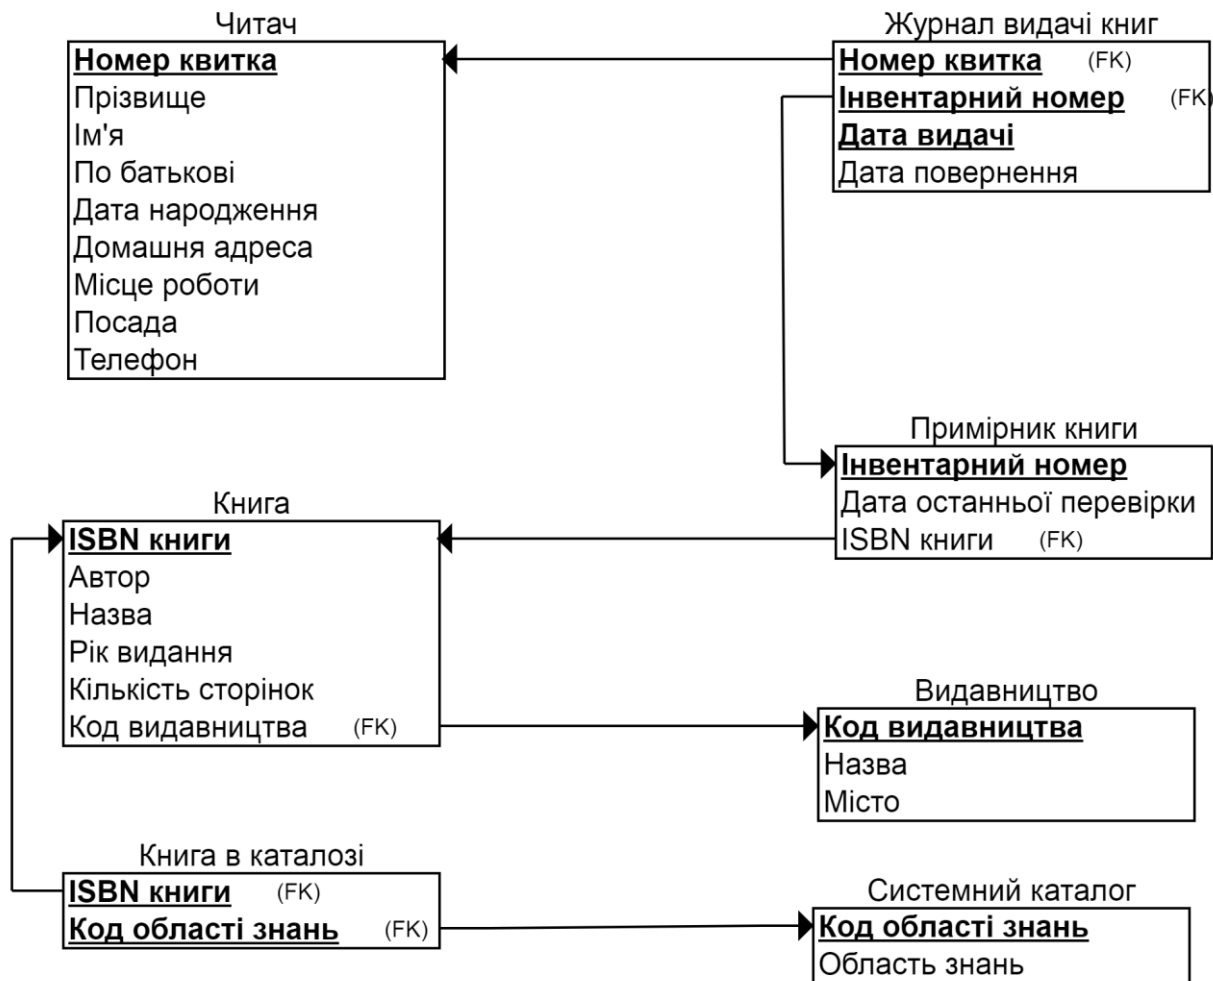 Читач
Номер квитка
Прізвище
Ім'я
По батькові
Дата народження
Домашня адреса
Місце роботи
Посада
Телефон
Журнал видачі книг
Номер квитка (FK)
Інвентарний номер (FK)
Дата видачі
Дата повернення
Примірник книги
Інвентарний номер
Дата останньої перевірки
ISBN книги (FK)
Книга
ISBN книги
Автор
Назва
Рік видання
Кількість сторінок
Код видавництва (FK)
Видавництво
Код видавництва
Назва
Місто
Книга в каталозі
ISBN книги (FK)
Код області знань (FK)
Системний каталог
Код області знань
Область знань